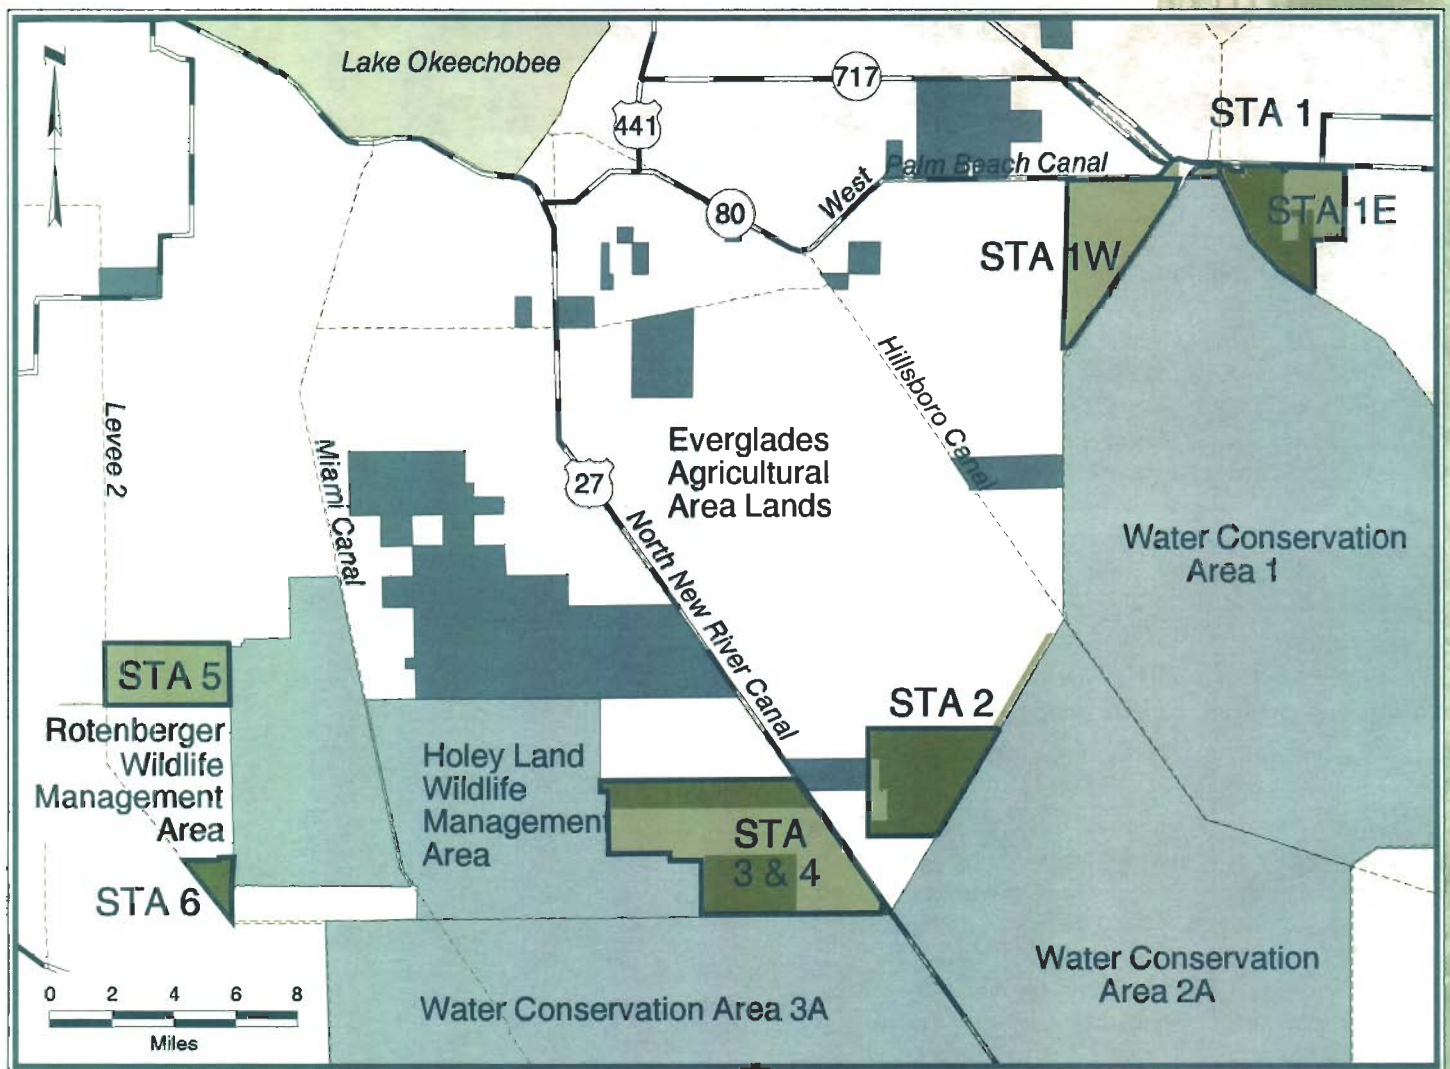 Lake Okeechobee
717
441
STA 1
West
Palm Beach Canal
80
STA 1W
STA 1E
Hillsboro Canal
Levee 2
Miami Canal
27
Everglades
Agricultural
Area Lands
North New River Canal
Water Conservation
Area 1
STA 5
STA 2
Rotenberger
Wildlife
Management
Area
Holey Land
Wildlife
Management
Area
STA
3 & 4
STA 6
Water Conservation
Area 2A
Water Conservation Area 3A
0 2 4 6 8
Miles